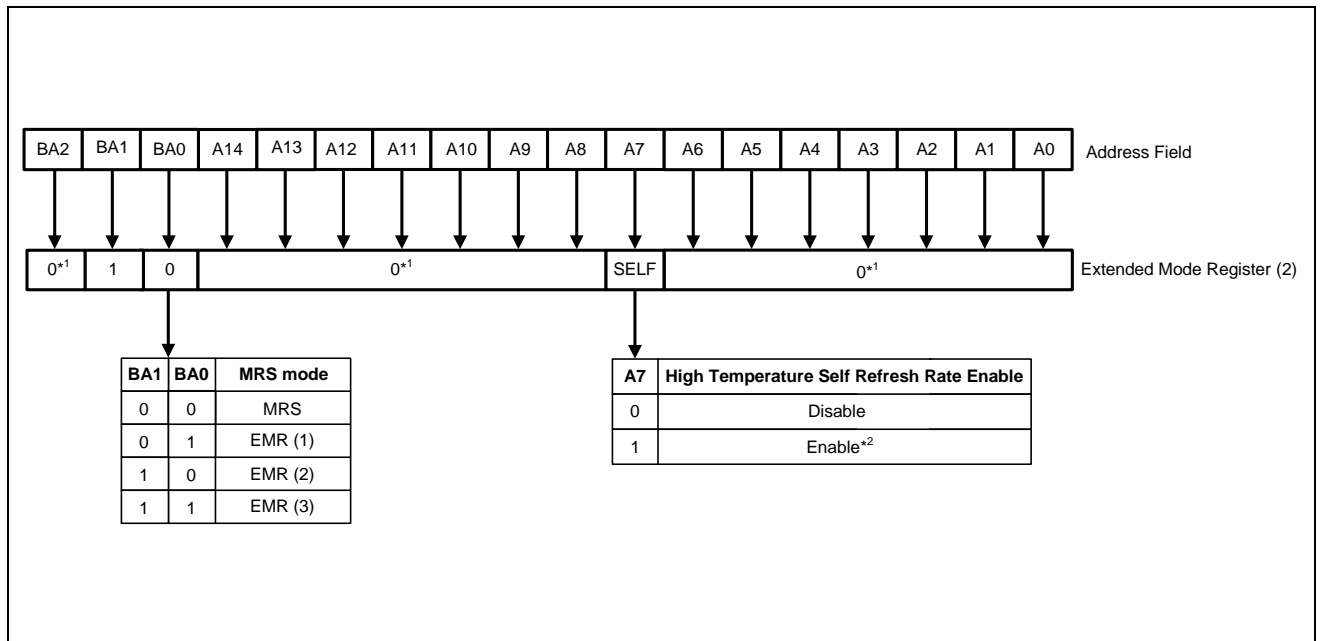 BA2 BA1 BA0 A14 A13 A12 A11 A10 A9 A8 A7 A6 A5 A4 A3 A2 A1 A0 Address Field
0*1 1 0 0*1 SELF 0*1 Extended Mode Register (2)
BA1 BA0 MRS mode
0 0 MRS
0 1 EMR (1)
1 0 EMR (2)
1 1 EMR (3)
A7 High Temperature Self Refresh Rate Enable
0 Disable
1 Enable*2